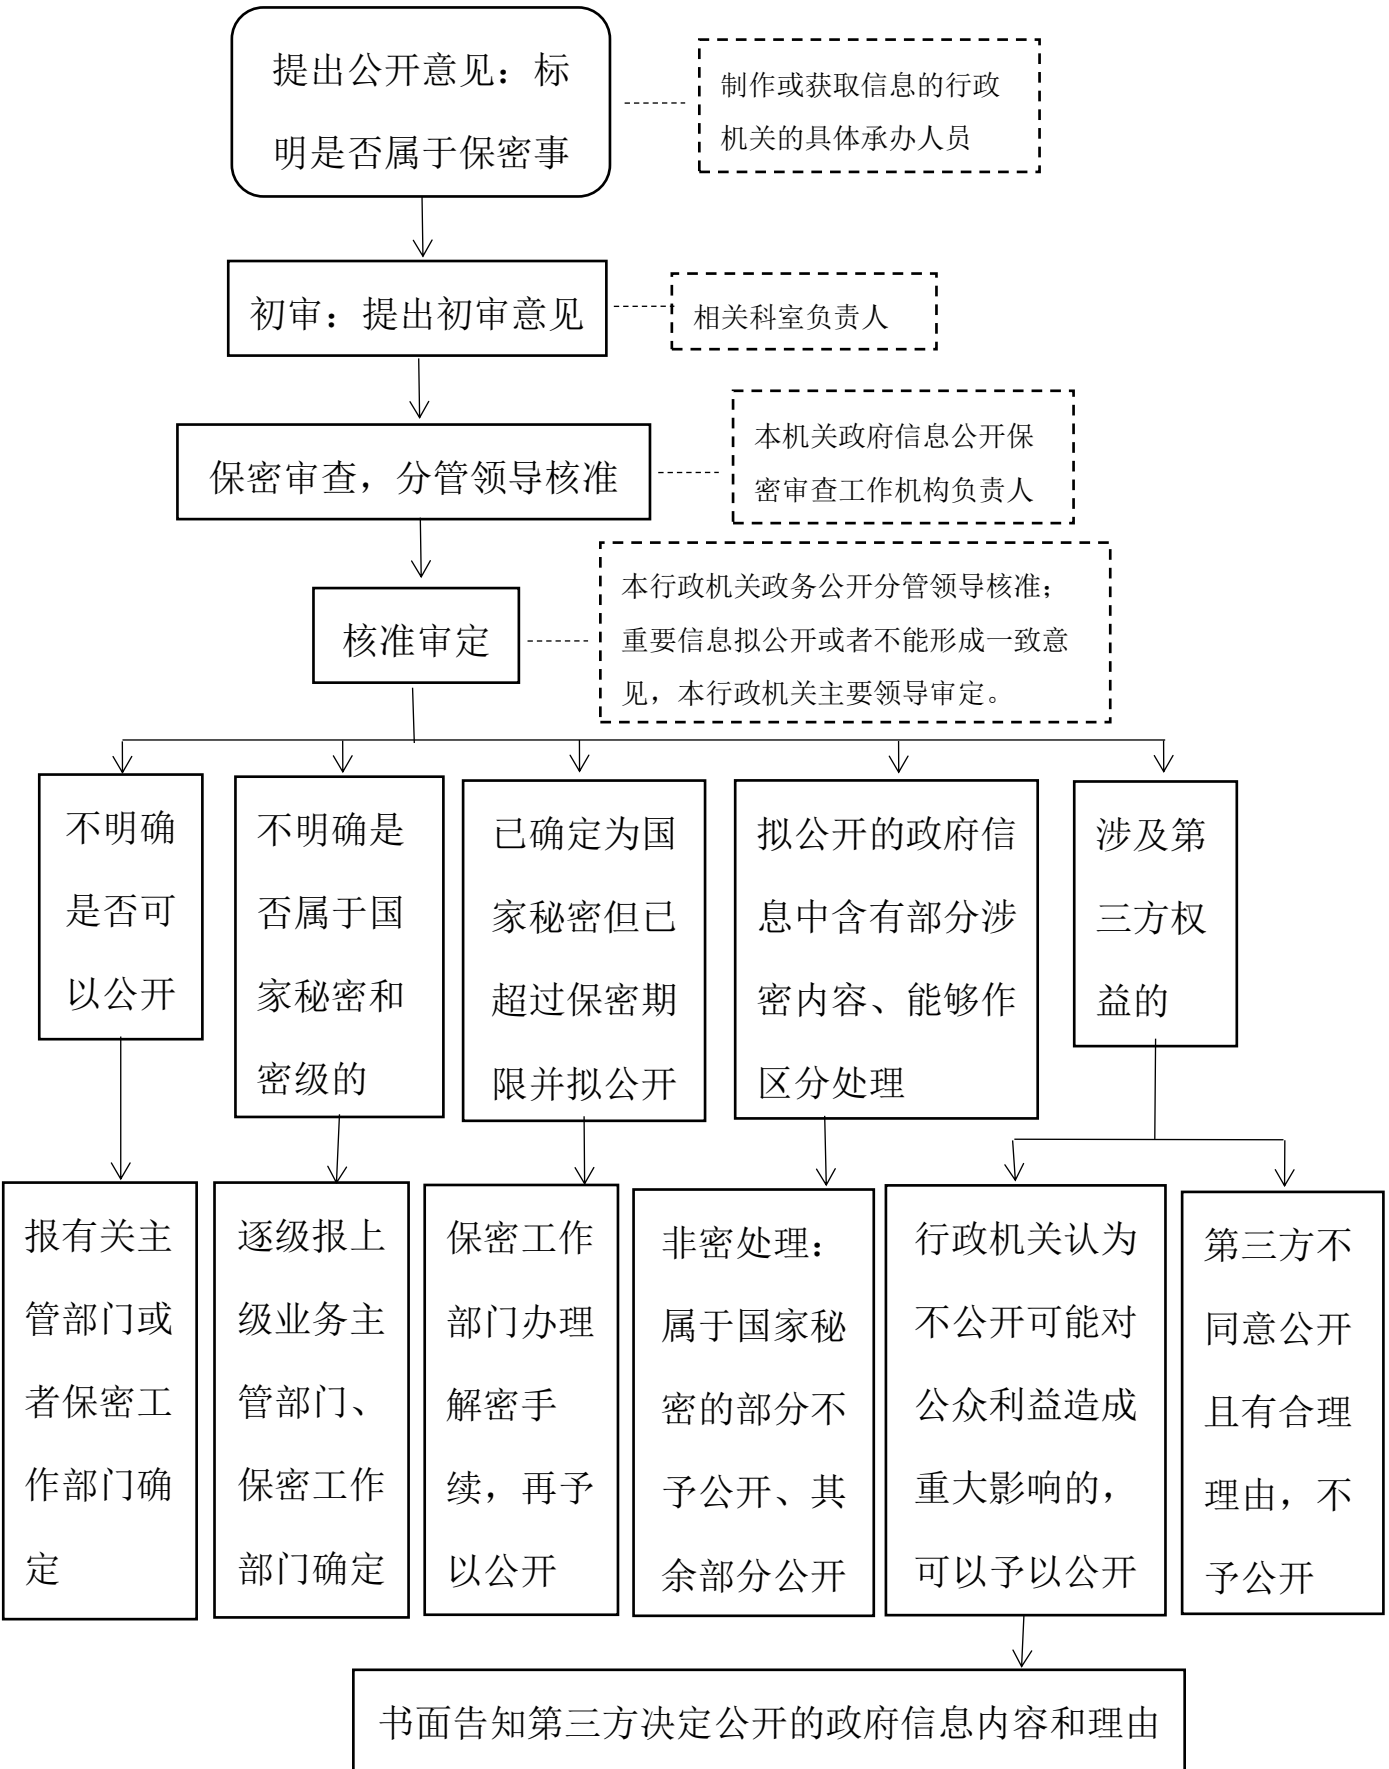 提出公开意见：标
明是否属于保密事
制作或获取信息的行政
机关的具体承办人员
初审：提出初审意见
相关科室负责人
保密审查，分管领导核准
本机关政府信息公开保
密审查工作机构负责人
核准审定
本行政机关政务公开分管领导核准；
重要信息拟公开或者不能形成一致意
见，本行政机关主要领导审定。
不明确
是否可
以公开
不明确是
否属于国
家秘密和
密级的
已确定为国
家秘密但已
超过保密期
限并拟公开
拟公开的政府信
息中含有部分涉
密内容、能够作
区分处理
涉及第
三方权
益的
报有关主
管部门或
者保密工
作部门确
定
逐级报上
级业务主
管部门、
保密工作
部门确定
保密工作
部门办理
解密手
续，再予
以公开
非密处理：
属于国家秘
密的部分不
予公开、其
余部分公开
行政机关认为
不公开可能对
公众利益造成
重大影响的，
可以予以公开
第三方不
同意公开
且有合理
理由，不
予公开
书面告知第三方决定公开的政府信息内容和理由